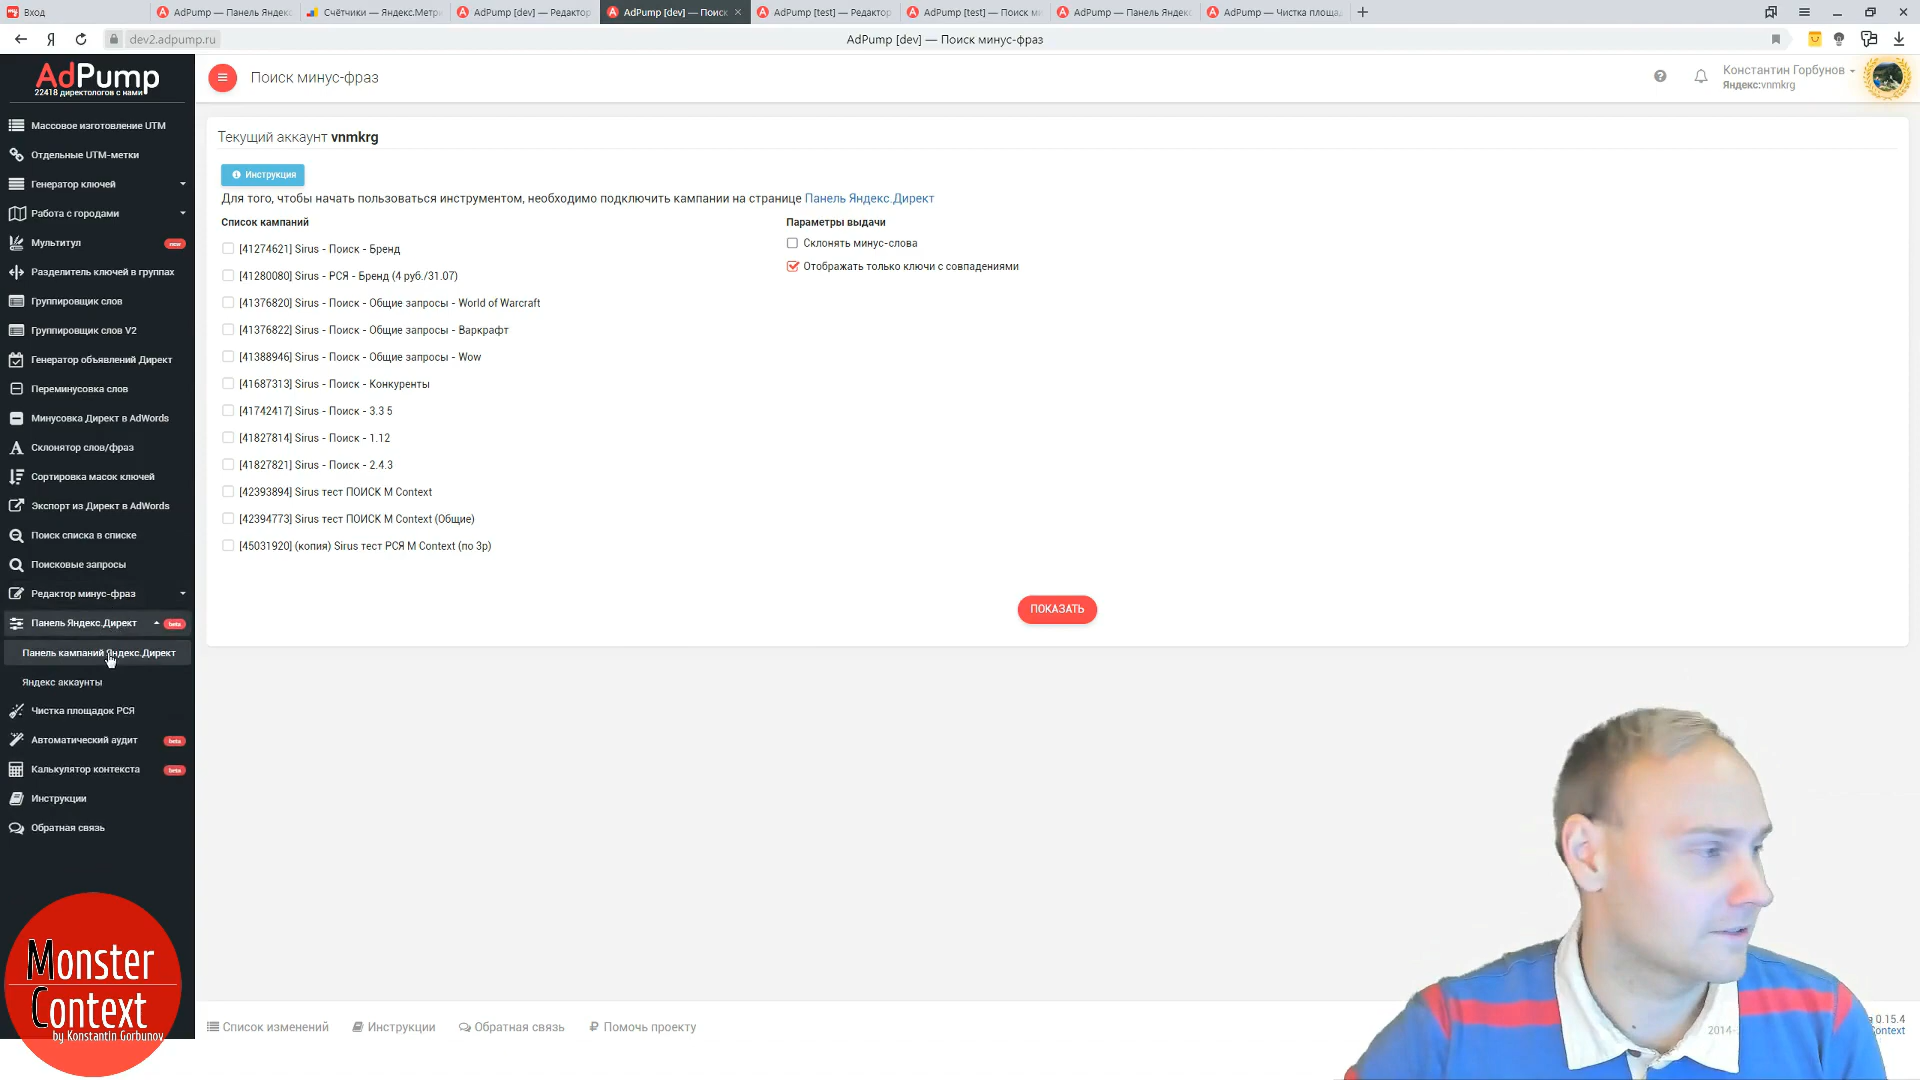 Вход
AdPump — Панель Яндекс
Счётчики — Яндекс.Метри
AdPump [dev] — Редактор
AdPump [dev] — Поиск
AdPump [test] — Редактор
AdPump [test] — Поиск м
AdPump — Панель Яндекс
AdPump — Чистка площад
Я
dev2.adpump.ru
AdPump [dev] — Поиск минус-фраз
AdPump
22418 директологов с нами
Поиск минус-фраз
Константин Горбунов
Яндекс:vnmkrg
Массовое изготовление UTM
Отдельные UTM-метки
Генератор ключей
Работа с городами
Мультитул
new
Разделитель ключей в группах
Группировщик слов
Группировщик слов V2
Генератор объявлений Директ
Переминусовка слов
Минусовка Директ в AdWords
Склонятор слов/фраз
Сортировка масок ключей
Экспорт из Директ в AdWords
Поиск списка в списке
Поисковые запросы
Редактор минус-фраз
Панель Яндекс.Директ
beta
Панель кампаний Яндекс.Директ
Яндекс аккаунты
Чистка площадок РСЯ
Автоматический аудит
beta
Калькулятор контекста
beta
Инструкции
Обратная связь
Текущий аккаунт vnmkrg
Инструкция
Для того, чтобы начать пользоваться инструментом, необходимо подключить кампании на странице Панель Яндекс.Директ
Список кампаний
[41274621] Sirus - Поиск - Бренд
[41280080] Sirus - РСЯ - Бренд (4 руб./31.07)
[41376820] Sirus - Поиск - Общие запросы - World of Warcraft
[41376822] Sirus - Поиск - Общие запросы - Варкрафт
[41388946] Sirus - Поиск - Общие запросы - Wow
[41687313] Sirus - Поиск - Конкуренты
[41742417] Sirus - Поиск - 3.3 5
[41827814] Sirus - Поиск - 1.12
[41827821] Sirus - Поиск - 2.4.3
[42393894] Sirus тест ПОИСК M Context
[42394773] Sirus тест ПОИСК M Context (Общие)
[45031920] (копия) Sirus тест РСЯ M Context (по 3р)
Параметры выдачи
Склонять минус-слова
Отображать только ключи с совпадениями
ПОКАЗАТЬ
Monster
Context
by Konstantin Gorbunov
Список изменений
Инструкции
Обратная связь
Помочь проекту
0.15.4
2014-